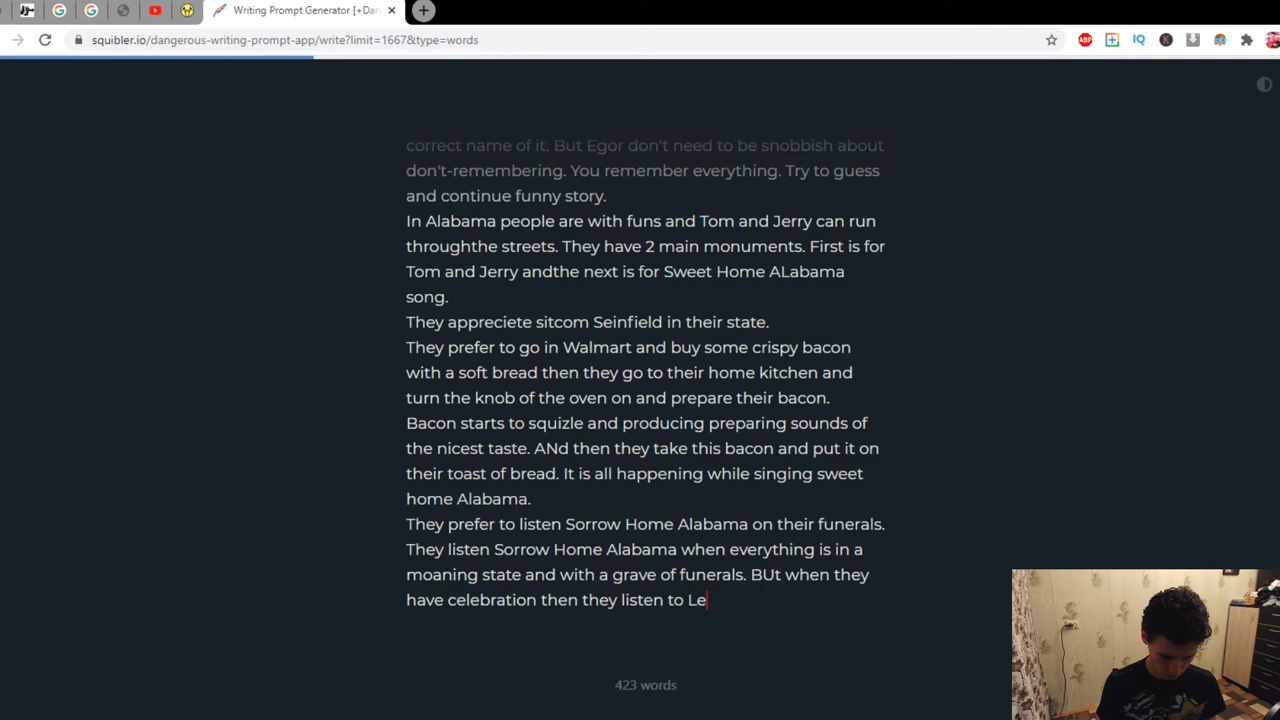 Writing Prompt Generator [+Dan
squibler.io/dangerous-writing-prompt-app/write?limit=1667&type=words
ABP
IQ
K
correct name of it. But Egor don't need to be snobbish about
don't-remembering. You remember everything. Try to guess
and continue funny story.
In Alabama people are with funs and Tom and Jerry can run
throughthe streets. They have 2 main monuments. First is for
Tom and Jerry andthe next is for Sweet Home ALabama
song.
They appreciete sitcom Seinfield in their state.
They prefer to go in Walmart and buy some crispy bacon
with a soft bread then they go to their home kitchen and
turn the knob of the oven on and prepare their bacon.
Bacon starts to squizle and producing preparing sounds of
the nicest taste. ANd then they take this bacon and put it on
their toast of bread. It is all happening while singing sweet
home Alabama.
They prefer to listen Sorrow Home Alabama on their funerals.
They listen Sorrow Home Alabama when everything is in a
moaning state and with a grave of funerals. BUt when they
have celebration then they listen to Le
423 words